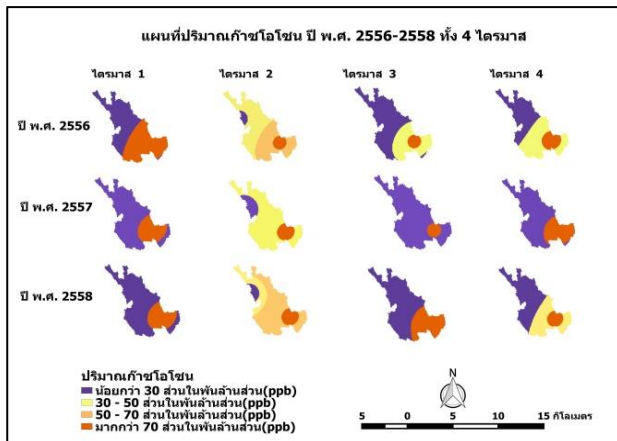 แผนที่ปริมาณก๊าซโอโซน ปี พ.ศ. 2556-2558 ทั้ง 4 ไตรมาส
ไตรมาส 1 ไตรมาส 2 ไตรมาส 3 ไตรมาส 4
ปี พ.ศ. 2556
ปี พ.ศ. 2557
ปี พ.ศ. 2558
ปริมาณก๊าซโอโซน
น้อยกว่า 30 ส่วนในพันล้านส่วน(ppb)
30 - 50 ส่วนในพันล้านส่วน(ppb)
50 - 70 ส่วนในพันล้านส่วน(ppb)
มากกว่า 70 ส่วนในพันล้านส่วน(ppb)
N
5 0 5 10 15 กิโลเมตร